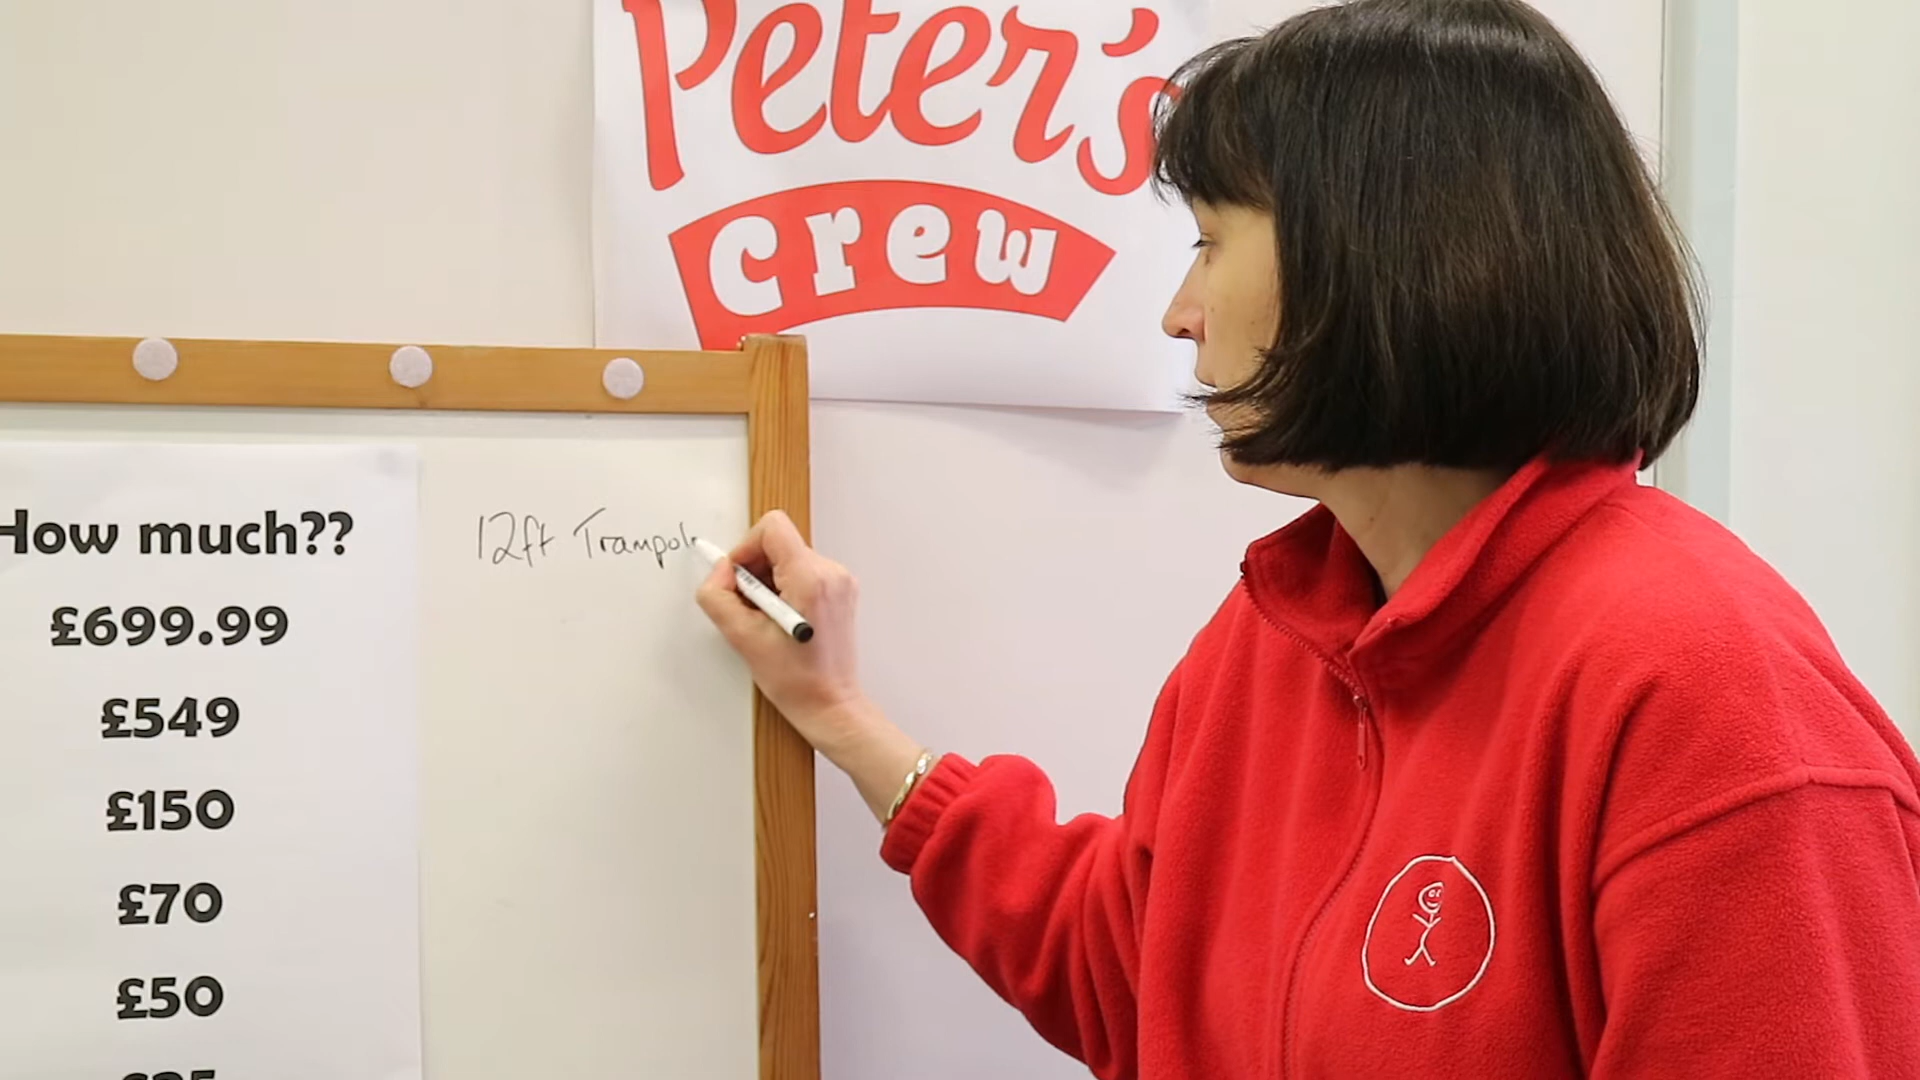 Peter's
crew
How much??
12ft Trampol
£699.99
£549
£150
£70
£50